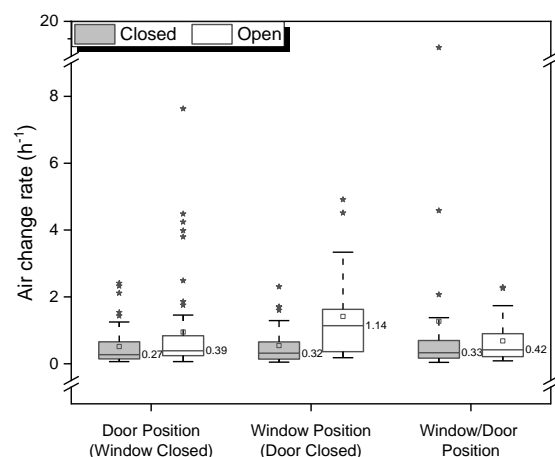 20
Closed Open
8
6
4
2
0
Air change rate (h-1)
0.27
0.39
0.32
1.14
0.33
0.42
Door Position
(Window Closed)
Window Position
(Door Closed)
Window/Door
Position